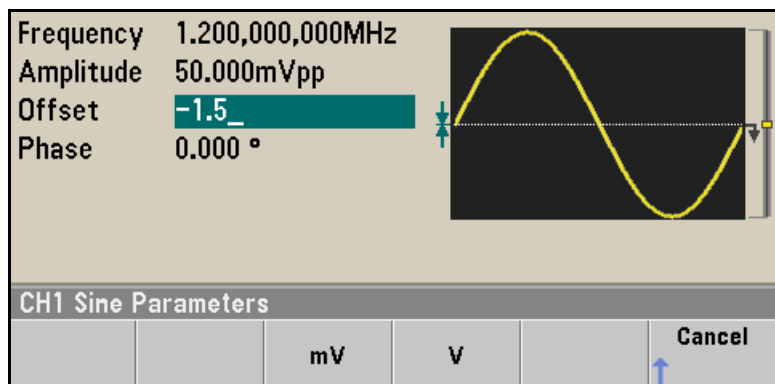 Frequency 1.200,000,000MHz
Amplitude 50.000mVpp
Offset -1.5_
Phase 0.000 °
CH1 Sine Parameters
mV V Cancel